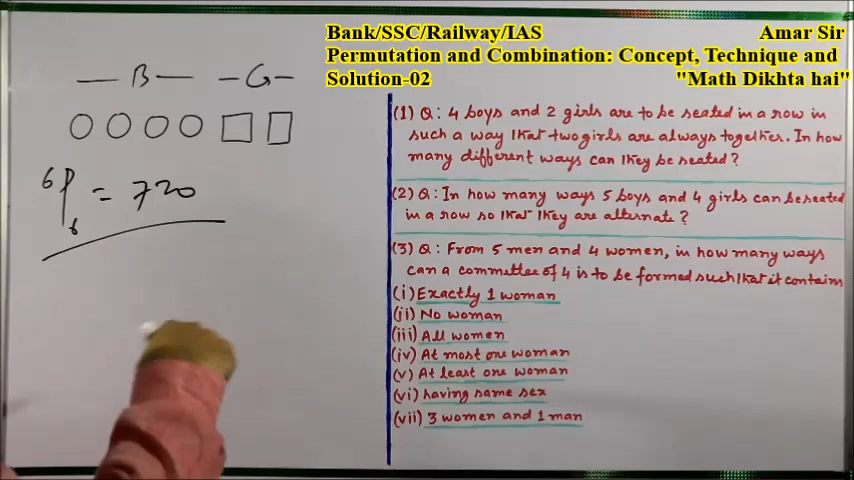 Bank/SSC/Railway/IAS Amar Sir
Permutation and Combination: Concept, Technique and
Solution-02 "Math Dikhta hai"
— B — – G –
⁶P₆ = 720
(1) Q: 4 boys and 2 girls are to be seated in a row in
such a way that two girls are always together. In how
many different ways can they be seated?
(2) Q: In how many ways 5 boys and 4 girls can be seated
in a row so that they are alternate?
(3) Q: From 5 men and 4 women, in how many ways
can a committee of 4 is to be formed such that it contains
(i) Exactly 1 woman
(ii) No woman
(iii) All women
(iv) At most one woman
(v) At least one woman
(vi) having same sex
(vii) 3 women and 1 man